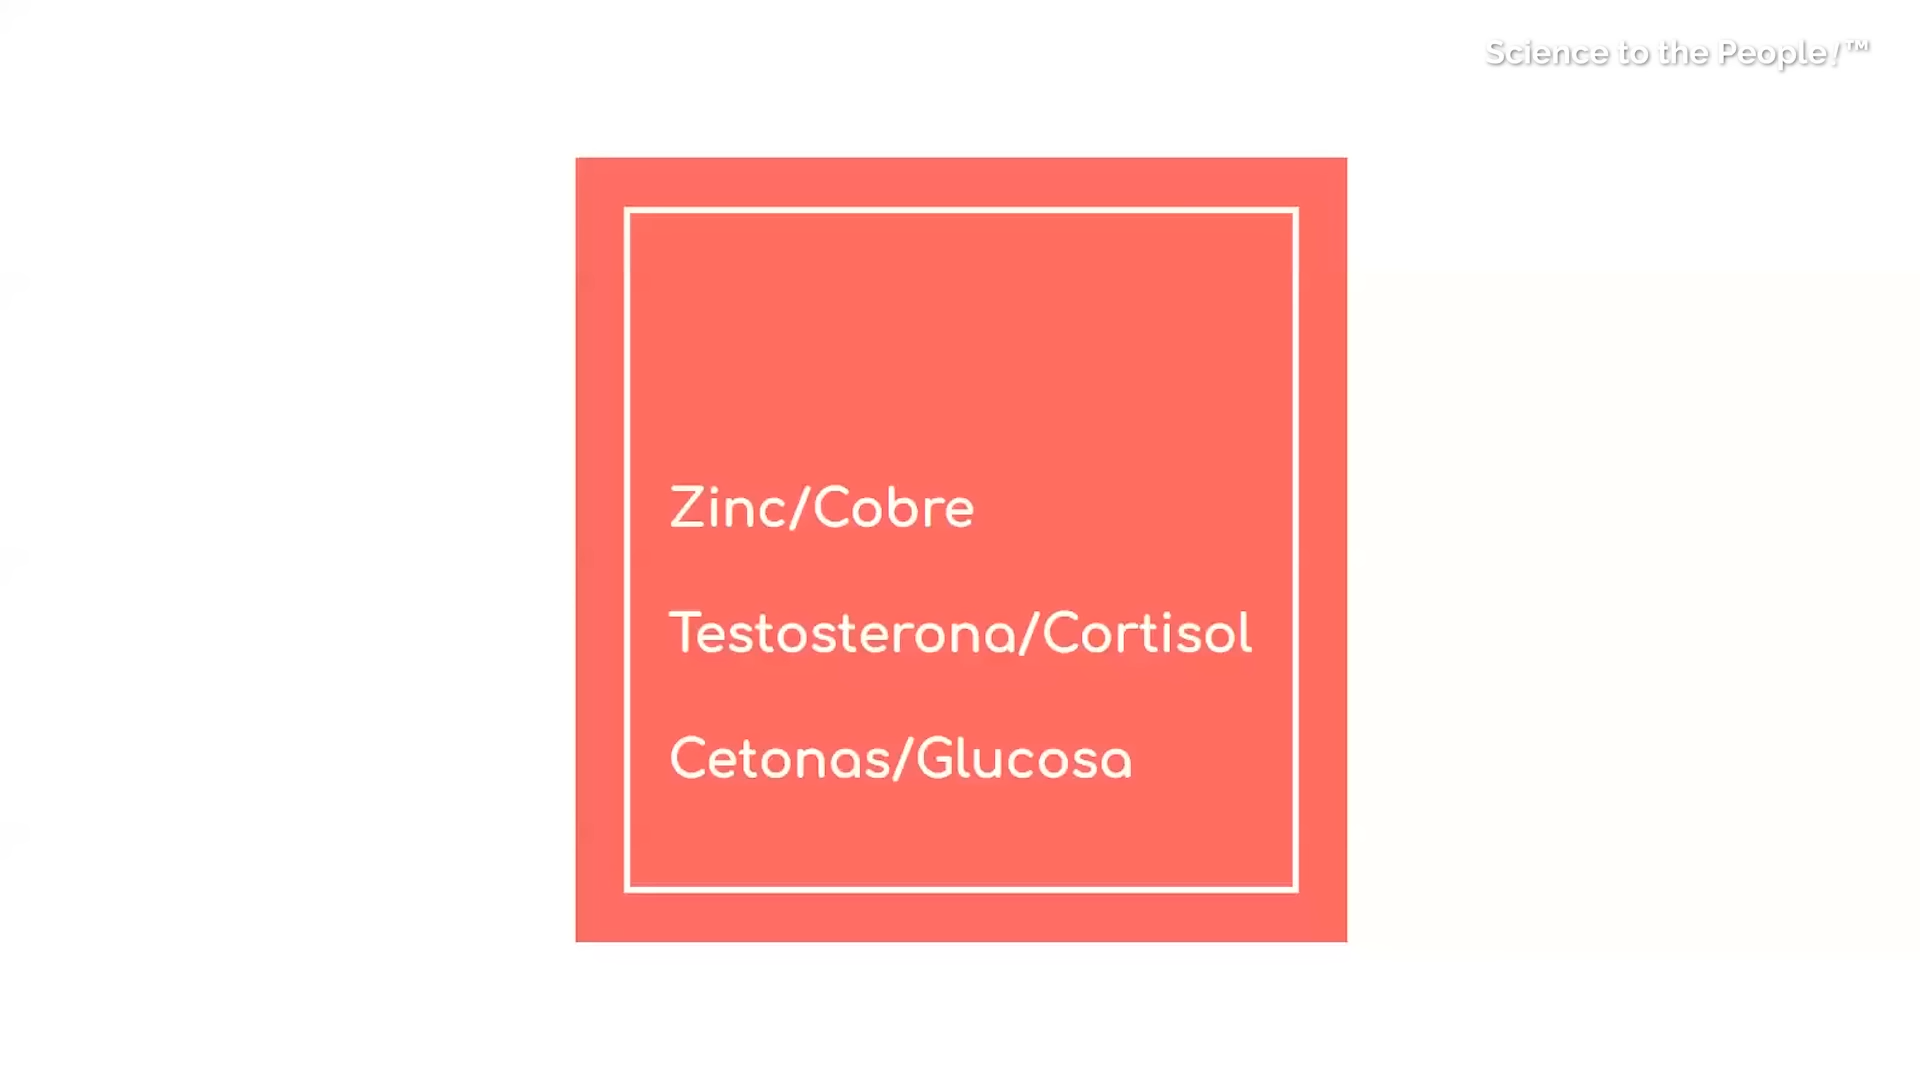 Science to the People!™
Zinc/Cobre
Testosterona/Cortisol
Cetonas/Glucosa